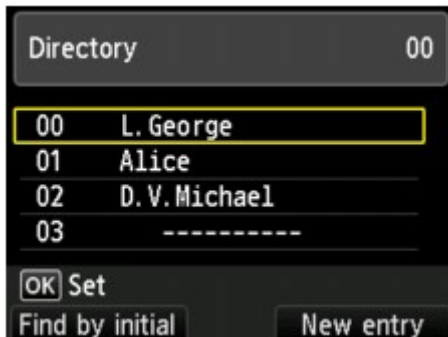 Directory 00
00 L.George
01 Alice
02 D.V.Michael
03 ----------
OK Set
Find by initial New entry